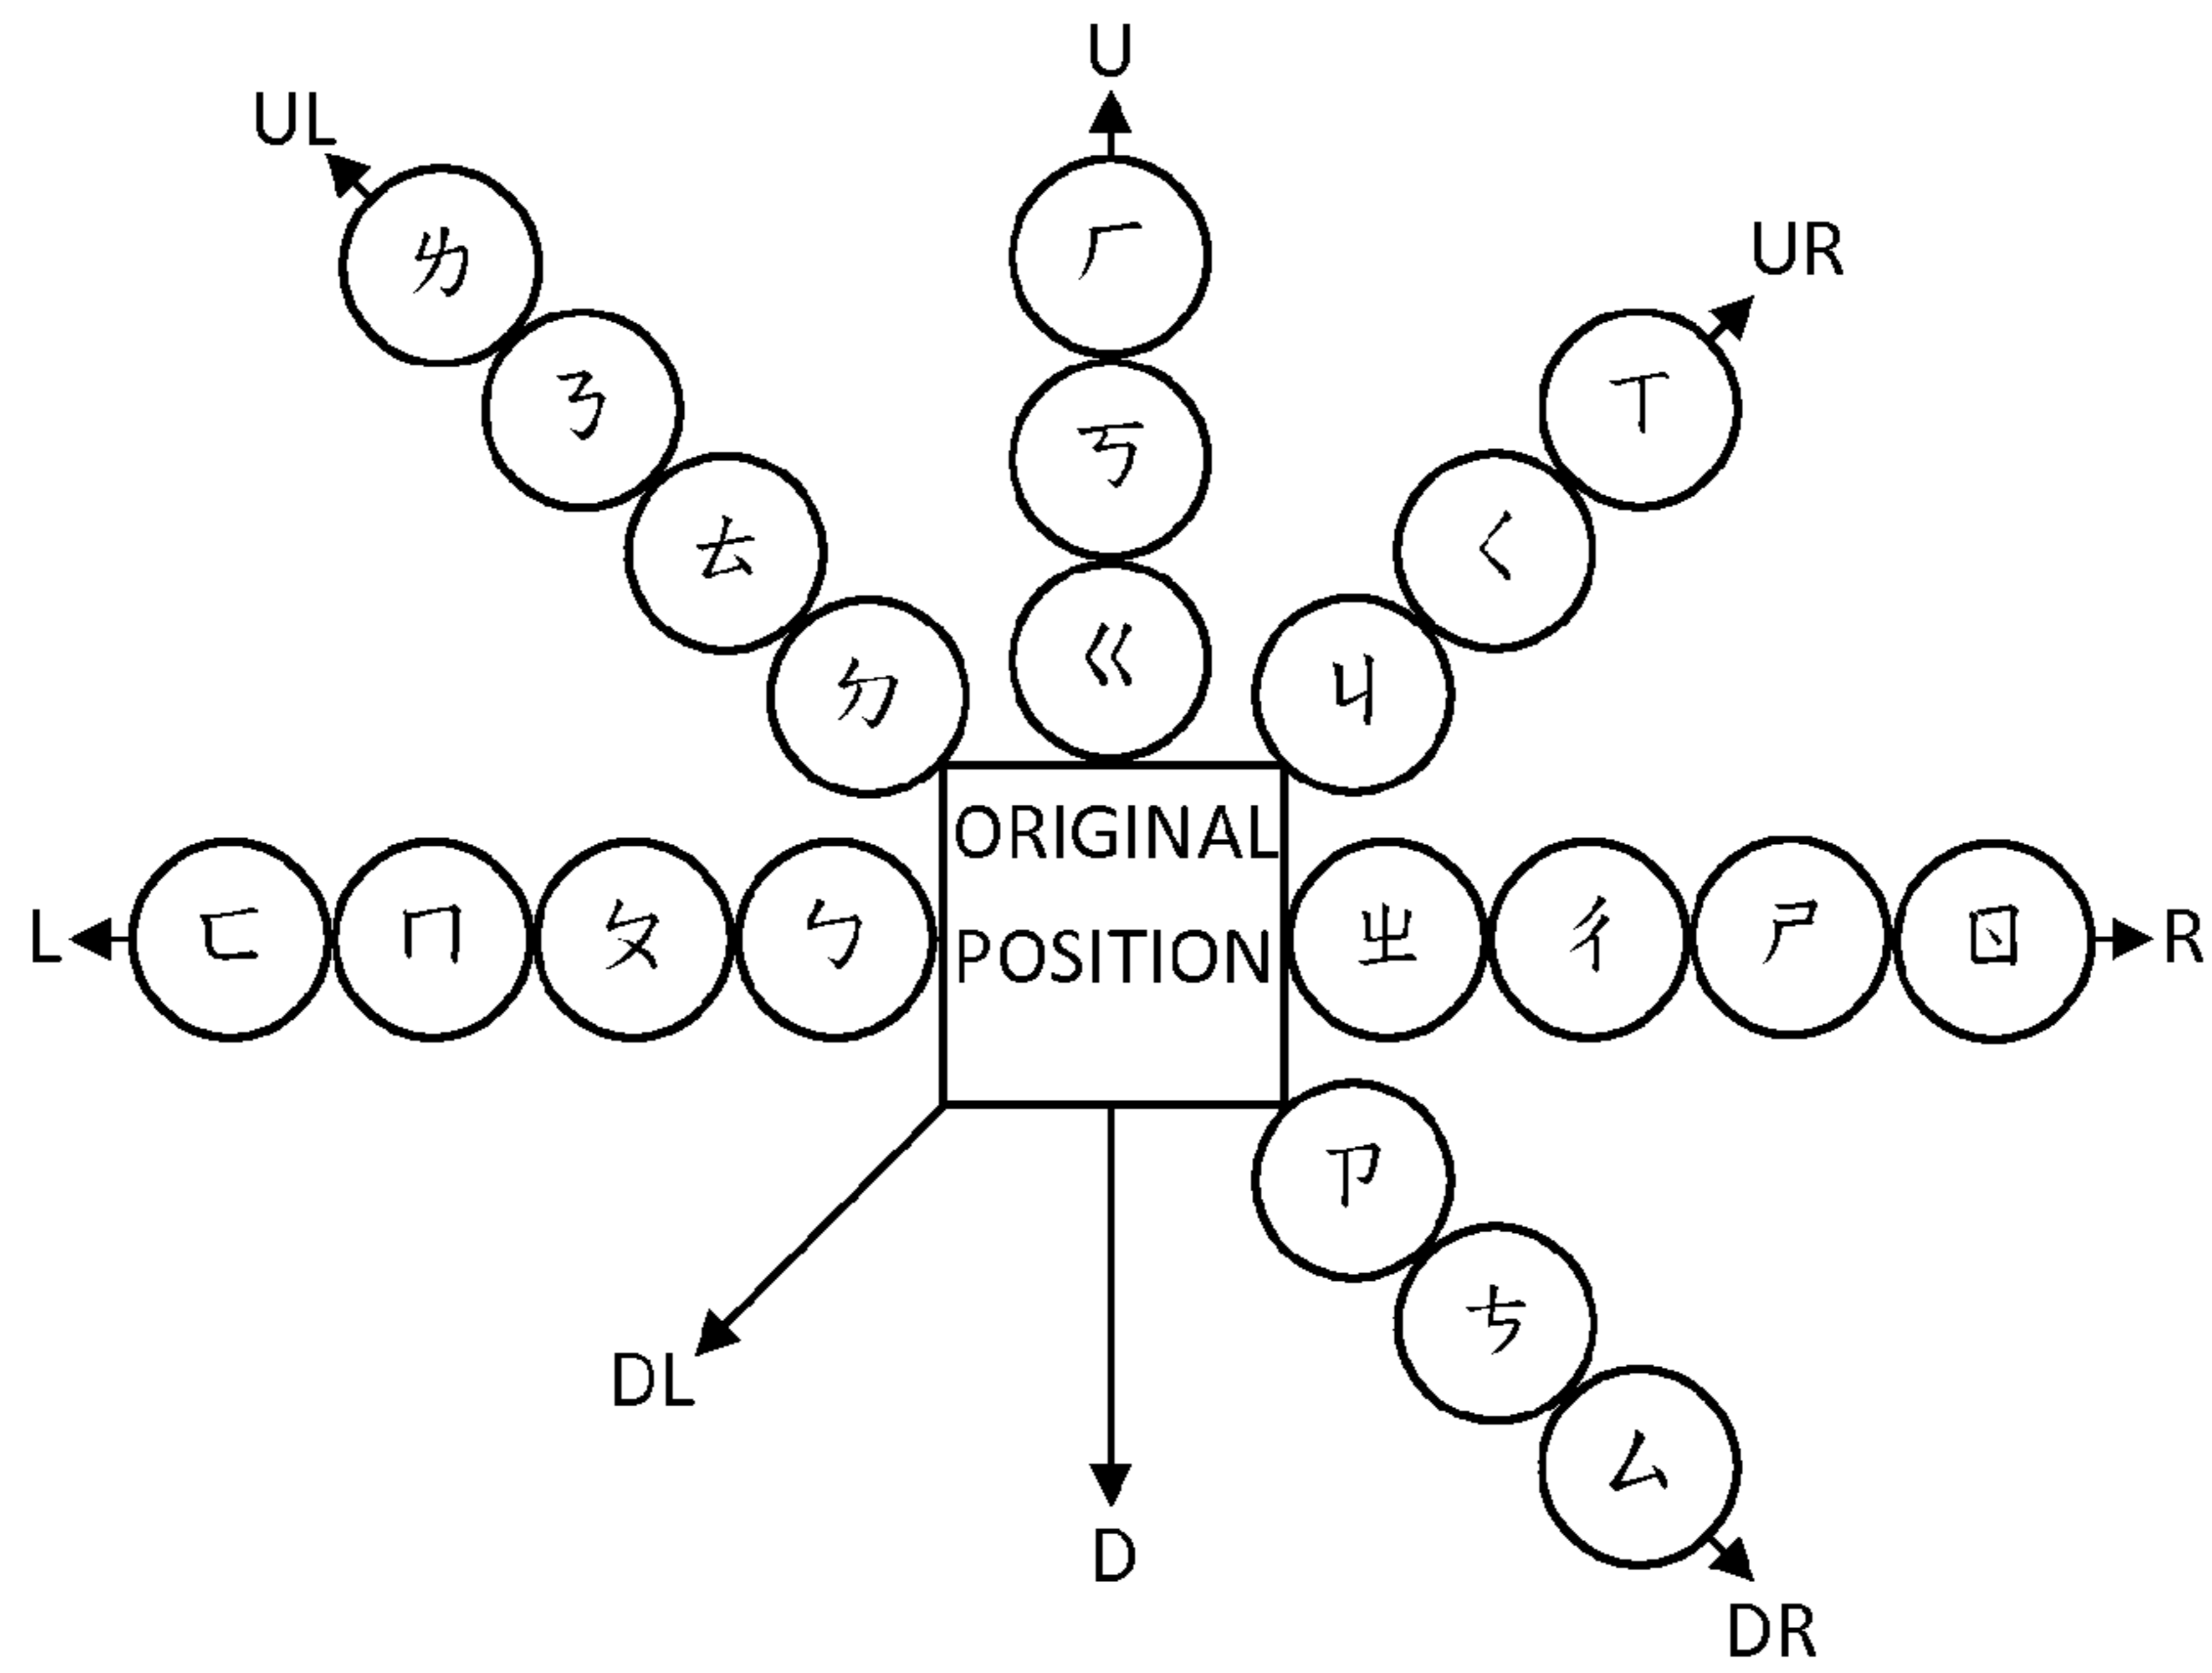 U
UL
UR
ㄌ
ㄋ
ㄊ
ㄉ
ㄏ
ㄎ
ㄍ
ㄒ
ㄑ
ㄐ
L
ㄈ ㄇ ㄆ ㄅ
ORIGINAL
POSITION
ㄓ ㄔ ㄕ ㄖ
R
ㄗ
ㄘ
ㄙ
DL
D
DR